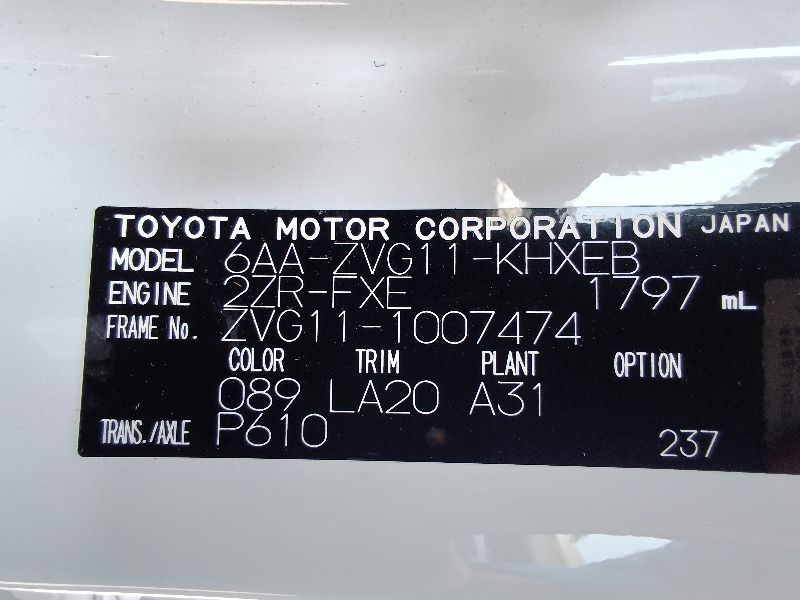 TOYOTA MOTOR CORPORATION JAPAN
MODEL 6AA-ZVG11-KHXEB
ENGINE 2ZR-FXE 1797 mL
FRAME No. ZVG11-1007474
COLOR TRIM PLANT OPTION
089 LA20 A31
TRANS./AXLE P610 237